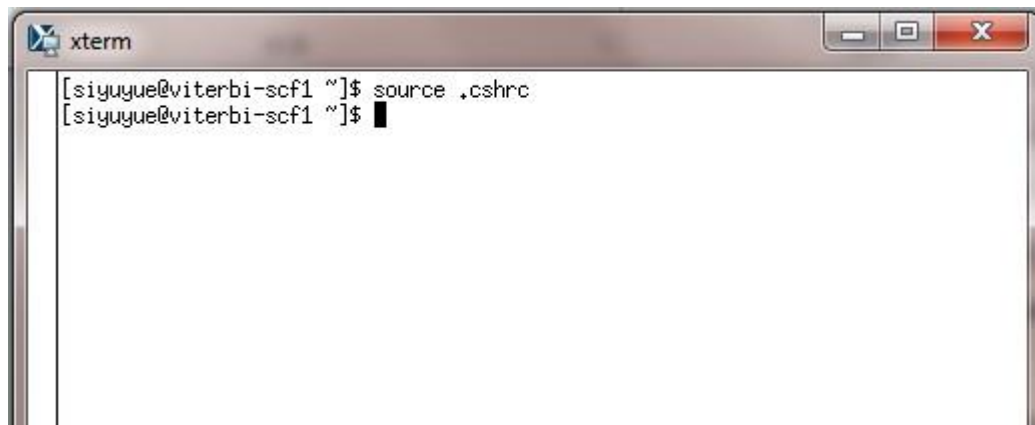 xterm
[siyuyue@viterbi-scf1 ~]$ source .cshrc
[siyuyue@viterbi-scf1 ~]$